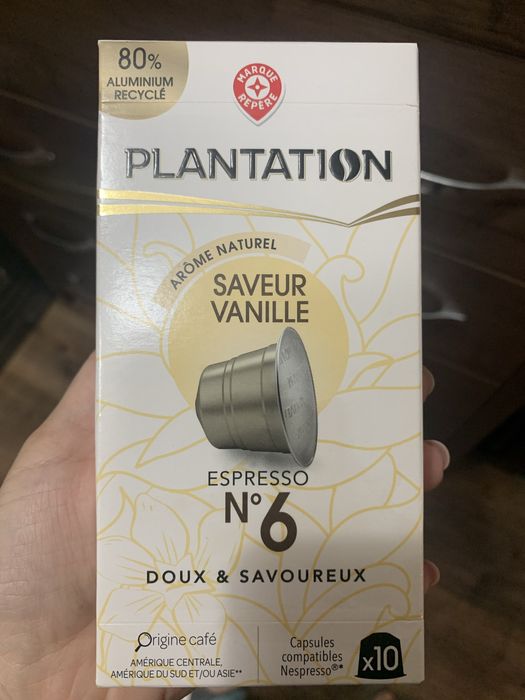 80%
ALUMINIUM
RECYCLÉ
MARQUE
REPÈRE
PLANTATION
ARÔME NATUREL
SAVEUR
VANILLE
ESPRESSO
N°6
DOUX & SAVOUREUX
Origine café
AMÉRIQUE CENTRALE,
AMÉRIQUE DU SUD ET/OU ASIE**
Capsules
compatibles
Nespresso®*
x10